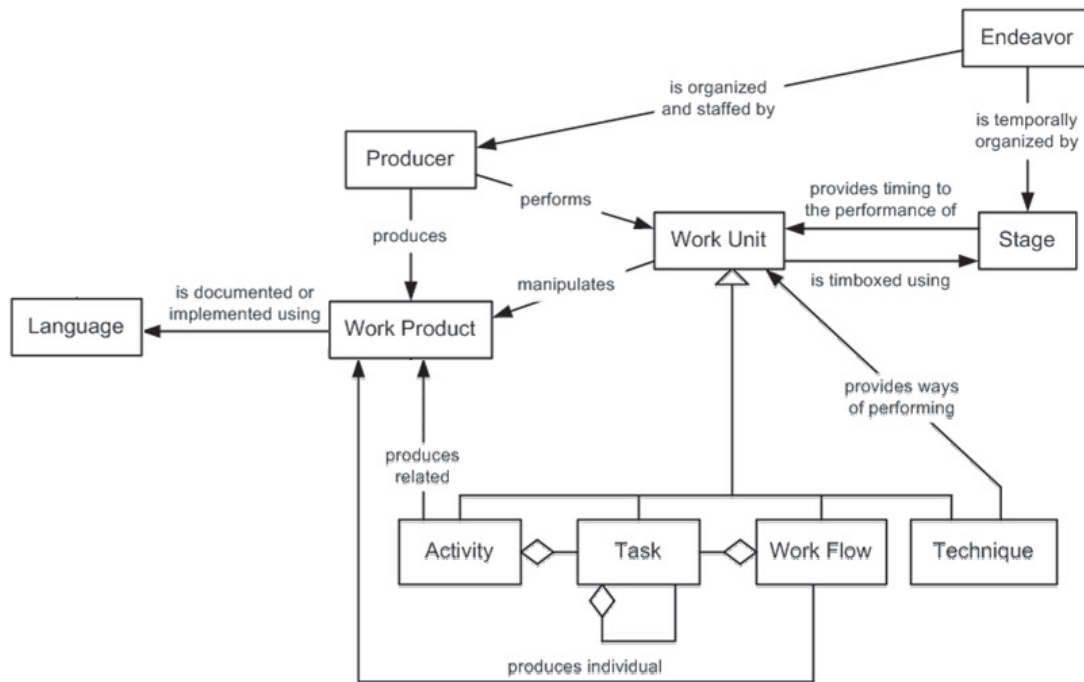 Endeavor
is organized
and staffed by
is temporally
organized by
Producer
performs
provides timing to
the performance of
Work Unit
Stage
produces
manipulates
is timboxed using
is documented or
implemented using
Language
Work Product
provides ways
of performing
produces
related
Activity
Task
Work Flow
Technique
produces individual